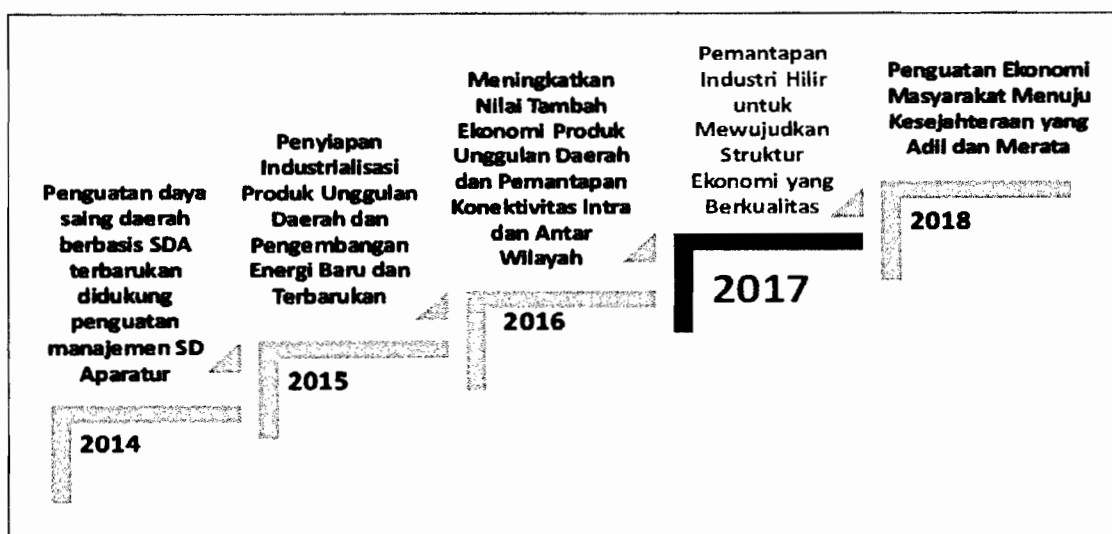 Penguatan daya
saing daerah
berbasis SDA
terbarukan
didukung
penguatan
manajemen SD
Aparatur
2014
Penyiapan
Industrialisasi
Produk Unggulan
Daerah dan
Pengembangan
Energi Baru dan
Terbarukan
2015
Meningkatkan
Nilai Tambah
Ekonomi Produk
Unggulan Daerah
dan Pemantapan
Konektivitas Intra
dan Antar
Wilayah
2016
Pemantapan
Industri Hilir
untuk
Mewujudkan
Struktur
Ekonomi yang
Berkualitas
2017
Penguatan Ekonomi
Masyarakat Menuju
Kesejahteraan yang
Adil dan Merata
2018